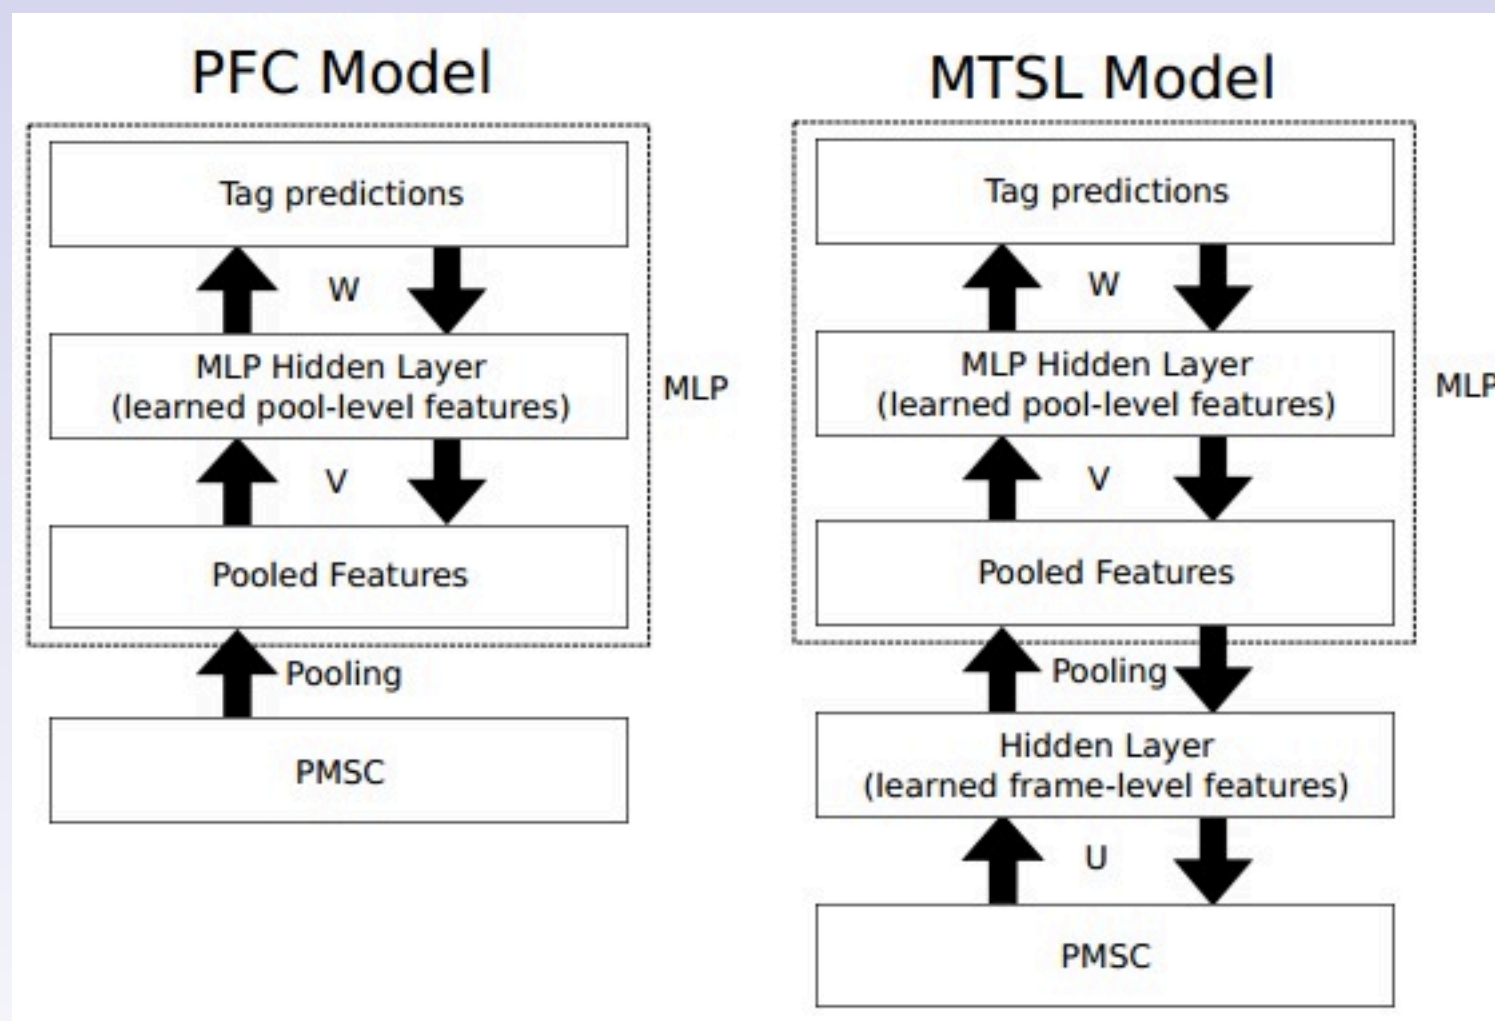 PFC Model
Tag predictions
W
MLP Hidden Layer
(learned pool-level features)
MLP
V
Pooled Features
Pooling
PMSC
MTSL Model
Tag predictions
W
MLP Hidden Layer
(learned pool-level features)
MLP
V
Pooled Features
Pooling
Hidden Layer
(learned frame-level features)
U
PMSC